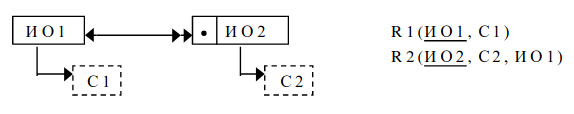 ИО1
ИО2
С1
С2
R1(ИО1, С1)
R2(ИО2, С2, ИО1)